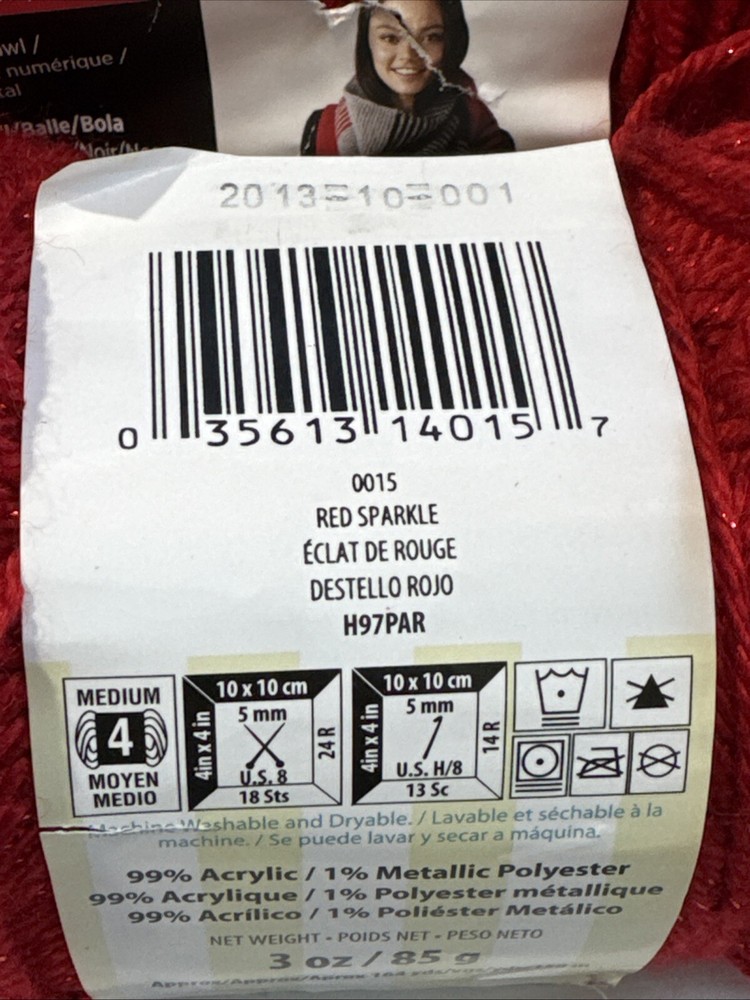 numérique /
Balle/Bola
2013 10 001
0 35613 14015 7
0015
RED SPARKLE
ÉCLAT DE ROUGE
DESTELLO ROJO
H97PAR
MEDIUM
4
MOYEN
MEDIO
10 x 10 cm
4in x 4 in
5 mm
24 R
U.S. 8
18 Sts
10 x 10 cm
4in x 4 in
5 mm
14 R
U.S. H/8
13 Sc
Machine Washable and Dryable. / Lavable et séchable à la
machine. / Se puede lavar y secar a máquina.
99% Acrylic / 1% Metallic Polyester
99% Acrylique / 1% Polyester métallique
99% Acrílico / 1% Poliéster Metálico
NET WEIGHT - POIDS NET - PESO NETO
3 oz / 85 g